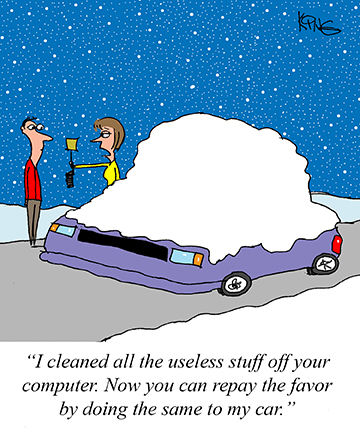 KPNG
“I cleaned all the useless stuff off your
computer. Now you can repay the favor
by doing the same to my car.”